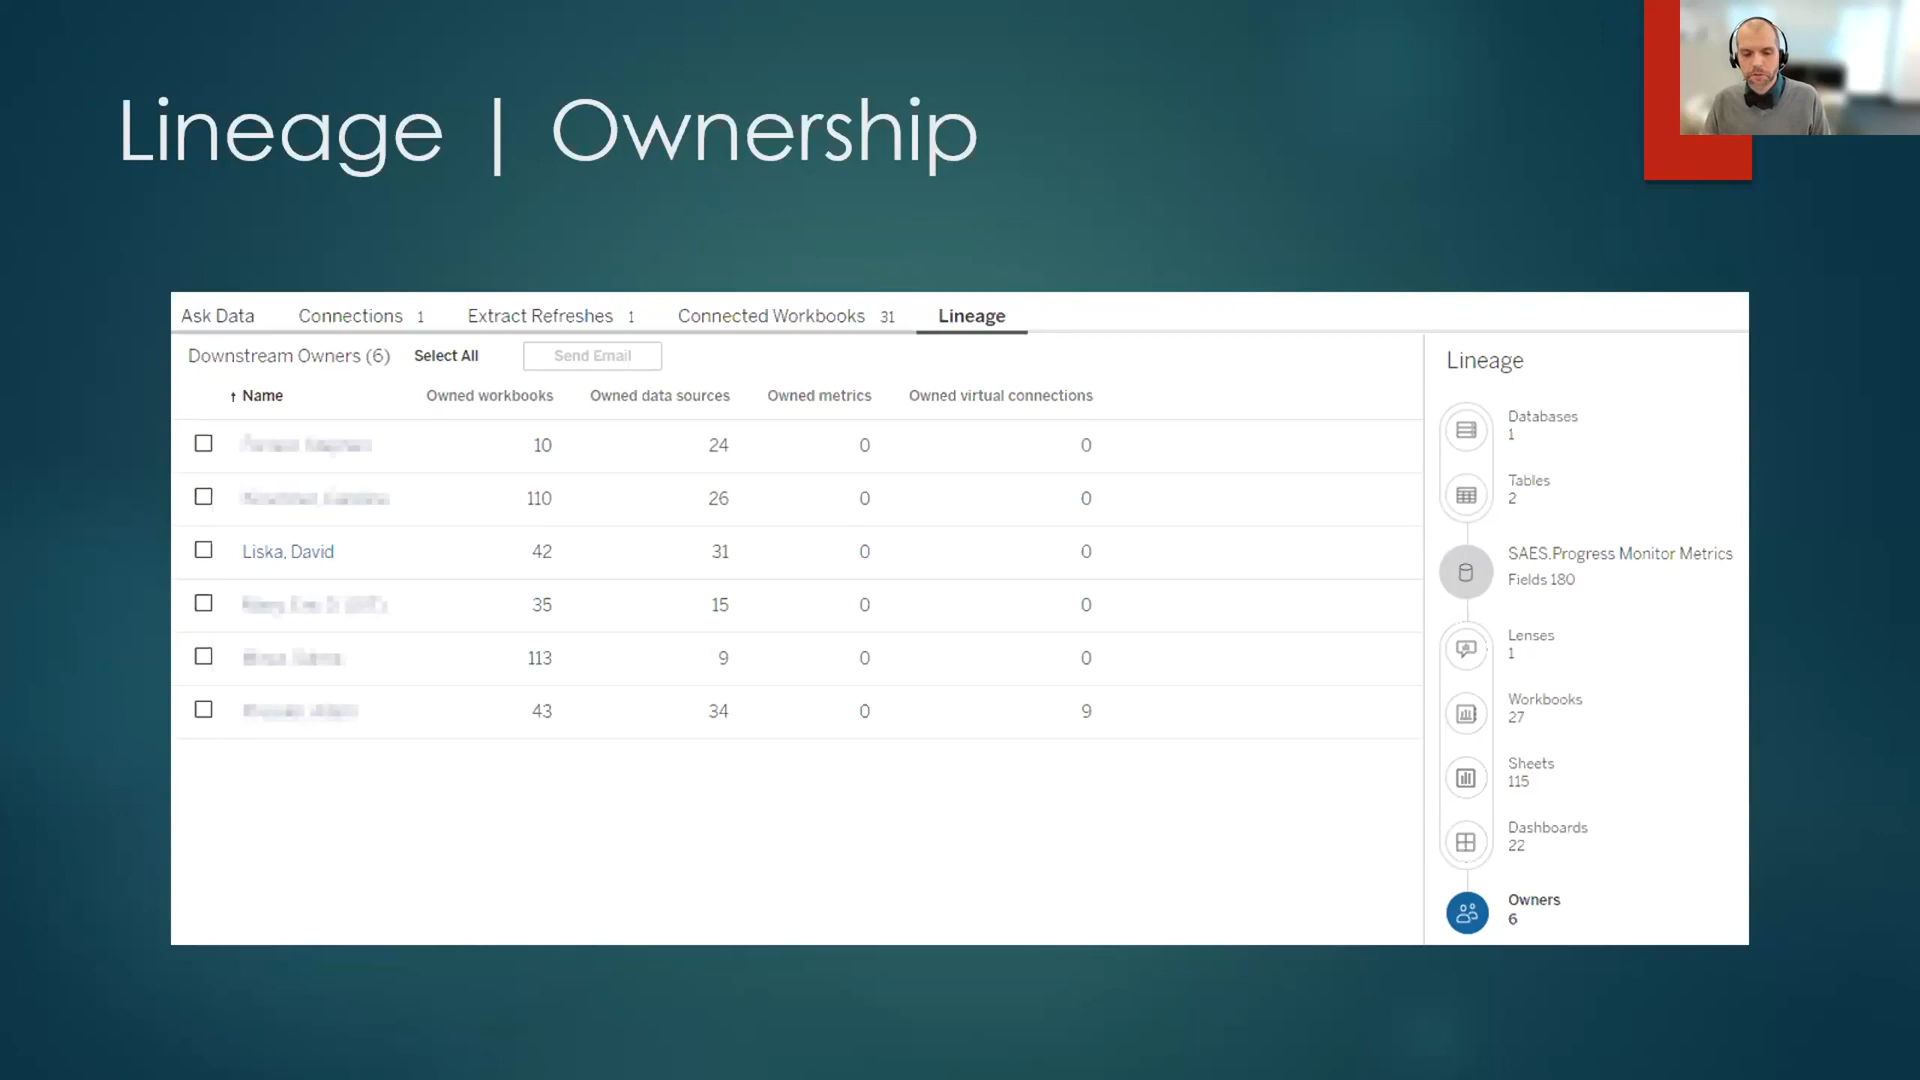 Lineage | Ownership
Ask Data Connections 1 Extract Refreshes 1 Connected Workbooks 31 Lineage
Downstream Owners (6) Select All Send Email
↑ Name Owned workbooks Owned data sources Owned metrics Owned virtual connections
10 24 0 0
110 26 0 0
Liska, David 42 31 0 0
35 15 0 0
113 9 0 0
43 34 0 9
Lineage
Databases
1
Tables
2
SAES.Progress Monitor Metrics
Fields 180
Lenses
1
Workbooks
27
Sheets
115
Dashboards
22
Owners
6